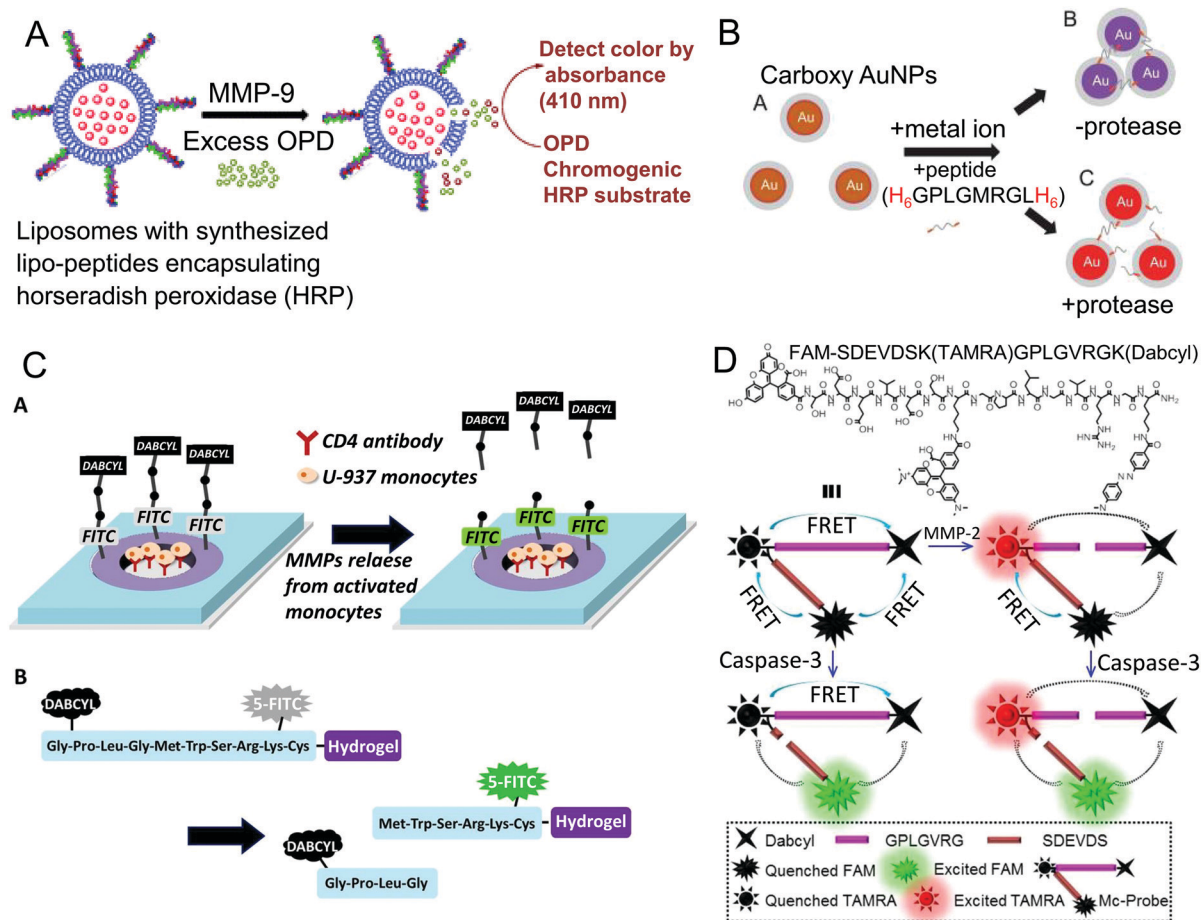 A
MMP-9
Excess OPD
Detect color by
absorbance
(410 nm)
OPD
Chromogenic
HRP substrate
Liposomes with synthesized
lipo-peptides encapsulating
horseradish peroxidase (HRP)
B
Carboxy AuNPs
A
Au
Au
Au
+metal ion
+peptide
(H6GPLGMRGLH6)
B
Au
Au
Au
-protease
C
Au
Au
Au
+protease
C
A
DABCYL
DABCYL
DABCYL
FITC
FITC
FITC
CD4 antibody
U-937 monocytes
MMPs relaese
from activated
monocytes
DABCYL
DABCYL
DABCYL
FITC
FITC
FITC
B
DABCYL
5-FITC
Gly-Pro-Leu-Gly-Met-Trp-Ser-Arg-Lys-Cys
Hydrogel
5-FITC
Met-Trp-Ser-Arg-Lys-Cys
Hydrogel
DABCYL
Gly-Pro-Leu-Gly
D
FAM-SDEVDSK(TAMRA)GPLGVRGK(Dabcyl)
FRET
FRET
FRET
MMP-2
FRET
Caspase-3
Caspase-3
FRET
Dabcyl
GPLGVRG
SDEVDS
Quenched FAM
Excited FAM
Quenched TAMRA
Excited TAMRA
Mc-Probe